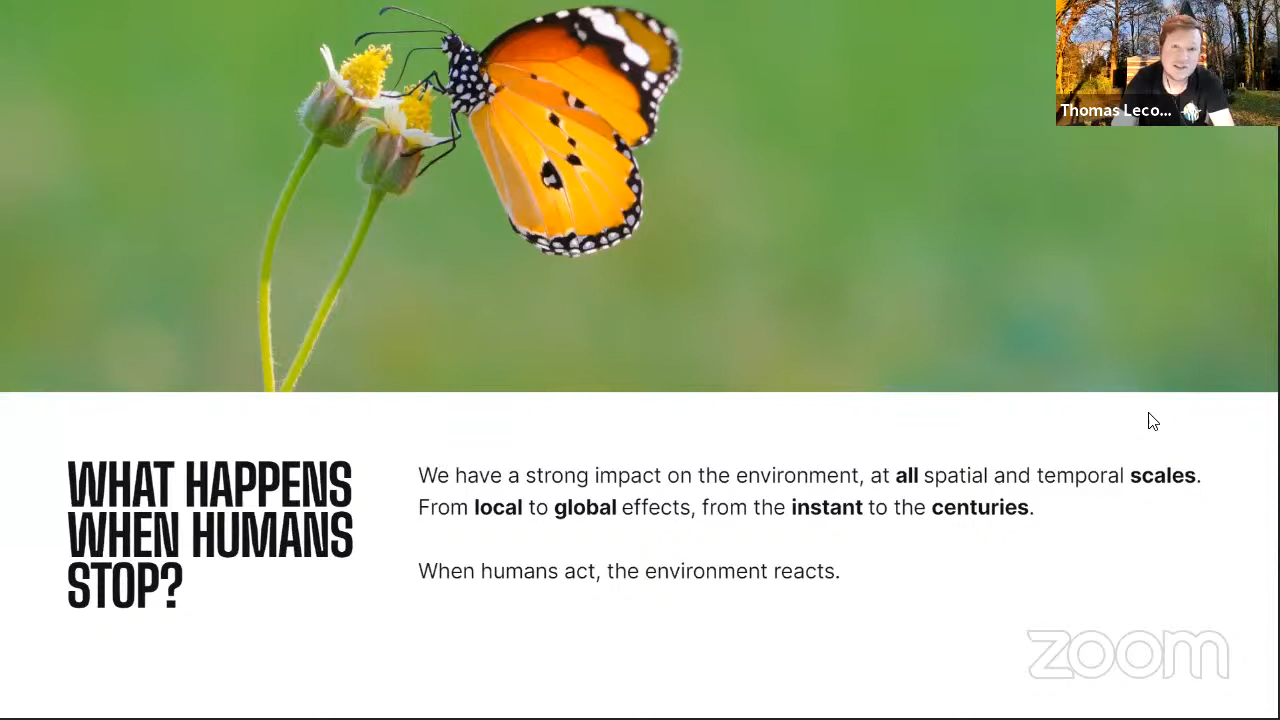 Thomas Leco...
WHAT HAPPENS
WHEN HUMANS
STOP?
We have a strong impact on the environment, at all spatial and temporal scales.
From local to global effects, from the instant to the centuries.
When humans act, the environment reacts.
zoom